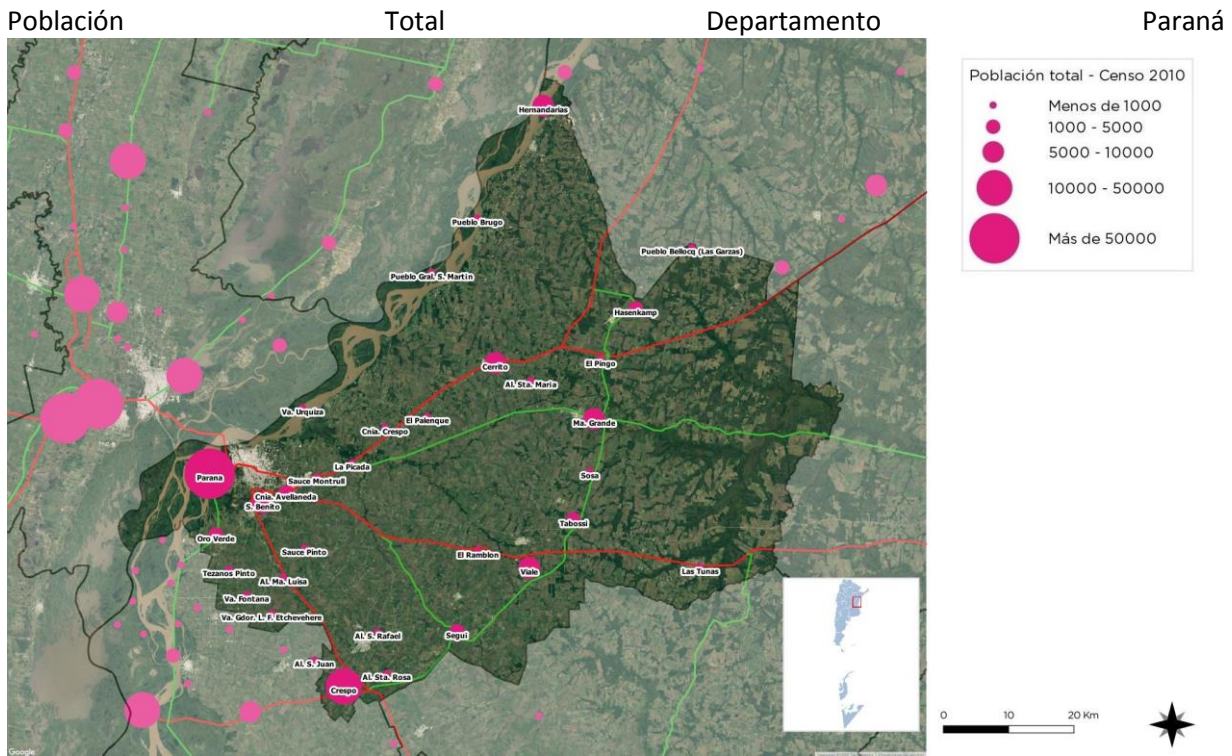 Población Total Departamento Paraná
Población total - Censo 2010
Menos de 1000
1000 - 5000
5000 - 10000
10000 - 50000
Más de 50000
Hernandarias
Pueblo Brugo
Pueblo Bellocq (Las Garzas)
Pueblo Gral. S. Martin
Hasenkamp
El Pingo
Cerrito
Al. Sta. Maria
Va. Urquiza
El Palenque
Ma. Grande
Cnia. Crespo
La Picada
Sosa
Parana
Sauce Montrull
Cnia. Avellaneda
S. Benito
Tabossi
Oro Verde
Sauce Pinto
El Ramblon
Viale
Las Tunas
Tezanos Pinto
Al. Ma. Luisa
Va. Fontana
Va. Gdor. L. F. Etchevehere
Al. S. Rafael
Segui
Al. S. Juan
Al. Sta. Rosa
Crespo
0 10 20 Km
Google